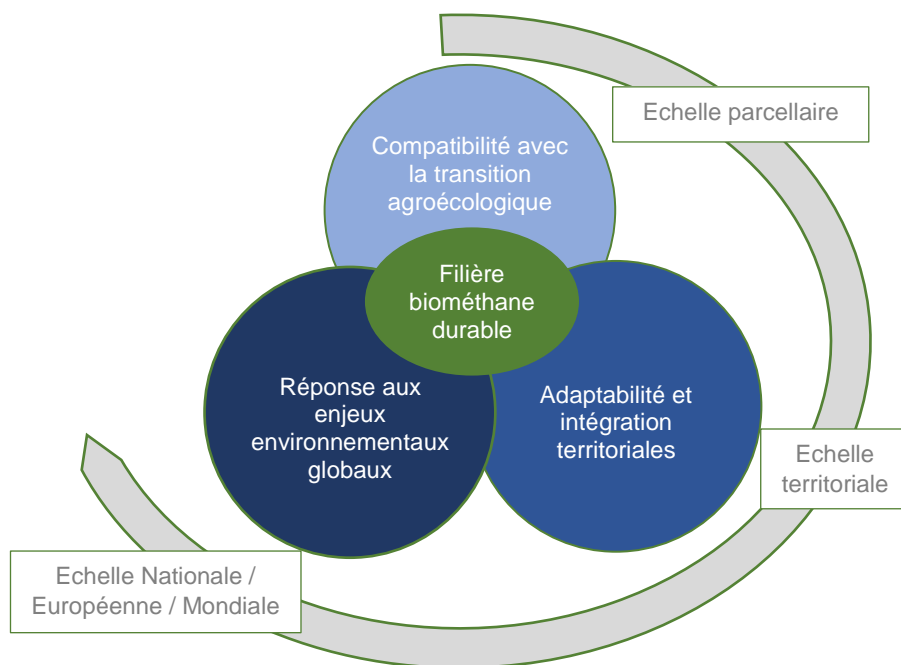 Echelle parcellaire
Compatibilité avec
la transition
agroécologique
Filière
biométhane
durable
Réponse aux
enjeux
environnementaux
globaux
Adaptabilité et
intégration
territoriales
Echelle
territoriale
Echelle Nationale /
Européenne / Mondiale